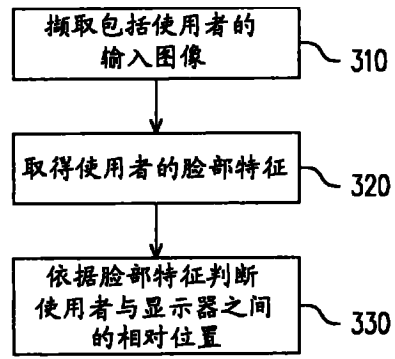 撷取包括使用者的
输入图像
310
取得使用者的脸部特征
320
依据脸部特征判断
使用者与显示器之间
的相对位置
330